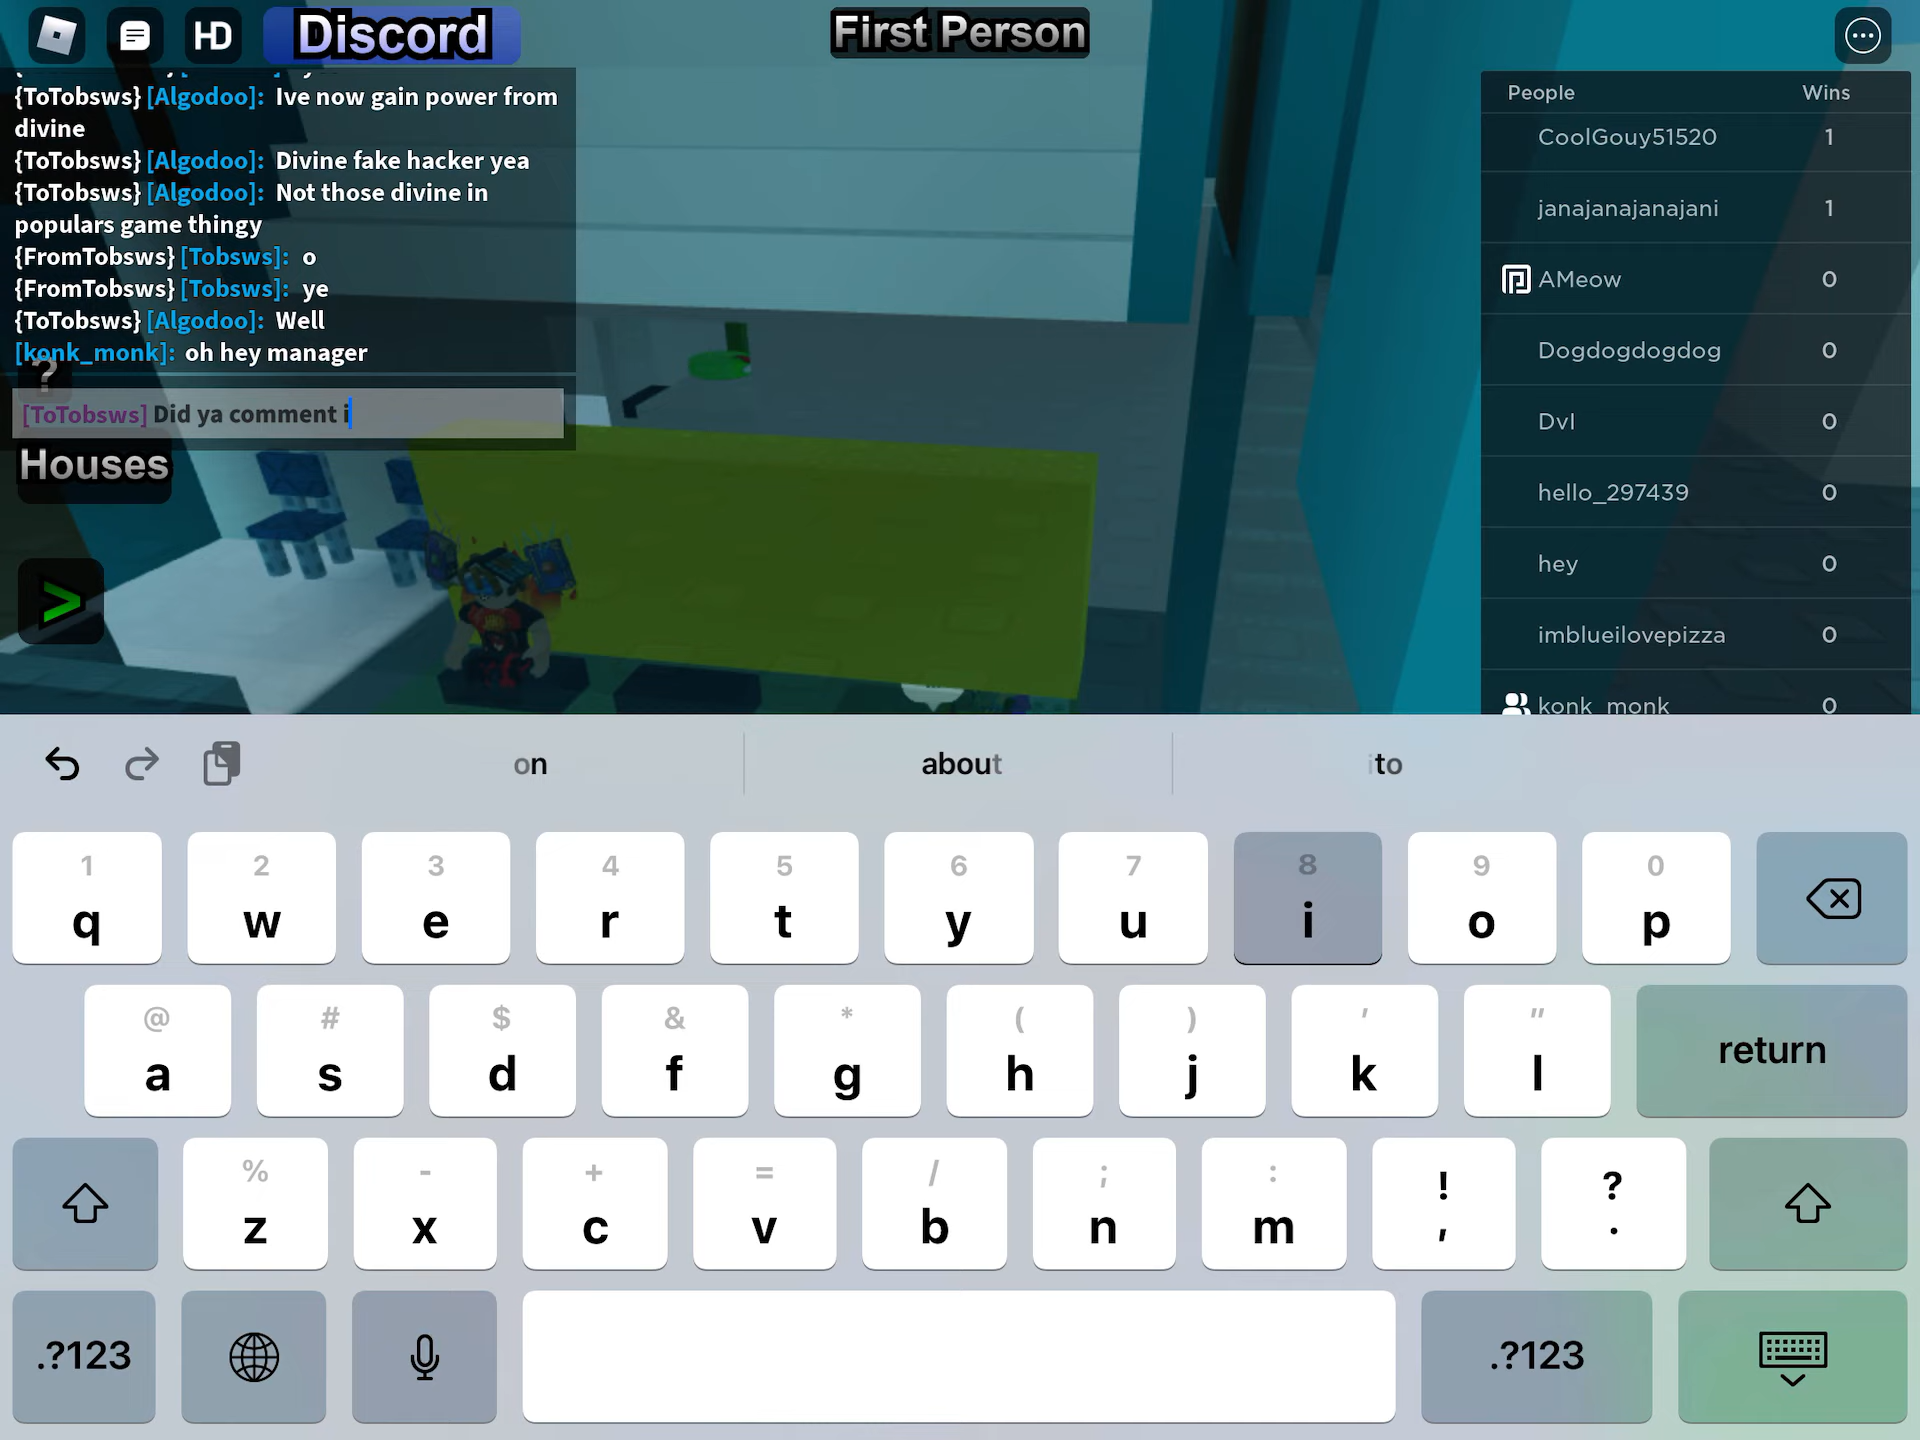 HD Discord First Person
{ToTobsws} [Algodoo]: Ive now gain power from
divine
{ToTobsws} [Algodoo]: Divine fake hacker yea
{ToTobsws} [Algodoo]: Not those divine in
populars game thingy
{FromTobsws} [Tobsws]: o
{FromTobsws} [Tobsws]: ye
{ToTobsws} [Algodoo]: Well
[konk_monk]: oh hey manager
?
[ToTobsws] Did ya comment i
Houses
>
People Wins
CoolGouy51520 1
janajanajanajani 1
AMeow 0
Dogdogdogdog 0
Dvl 0
hello_297439 0
hey 0
imblueilovepizza 0
konk_monk 0
on about ito
1 2 3 4 5 6 7 8 9 0
q w e r t y u i o p
@ # $ & * ( ) ' "
a s d f g h j k l return
% - + = / ; : ! ?
z x c v b n m , .
.?123 .?123